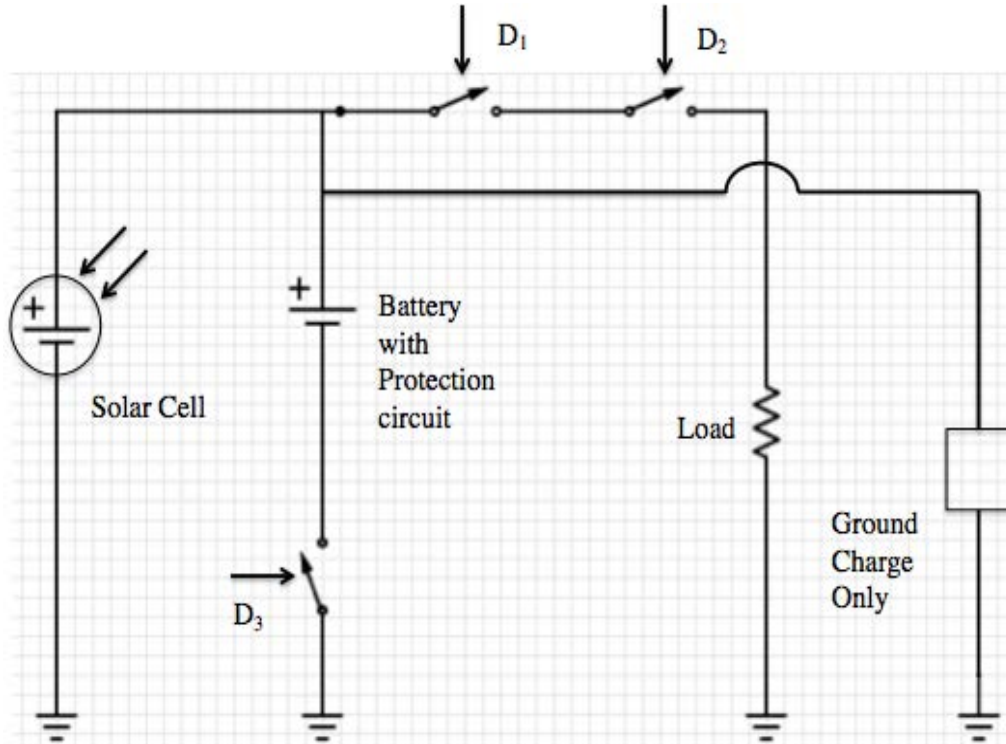 D₁
D₂
+
+
Battery
with
Protection
circuit
Solar Cell
Load
Ground
Charge
Only
D₃